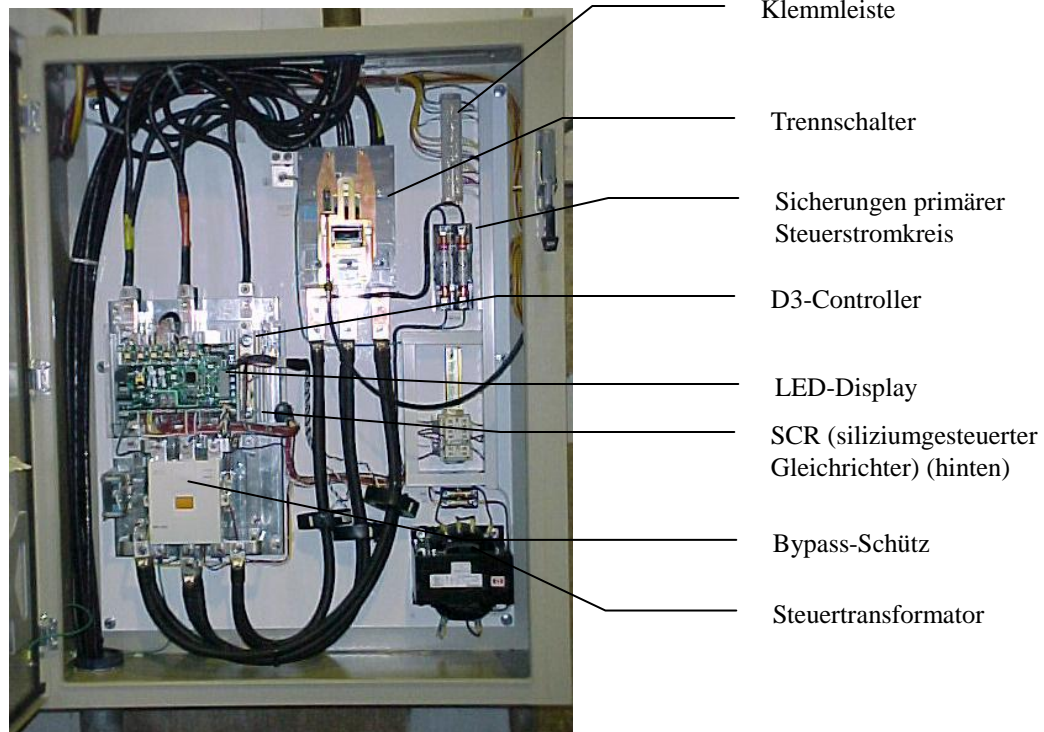 Klemmleiste
Trennschalter
Sicherungen primärer
Steuerstromkreis
D3-Controller
LED-Display
SCR (siliziumgesteuerter
Gleichrichter) (hinten)
Bypass-Schütz
Steuertransformator